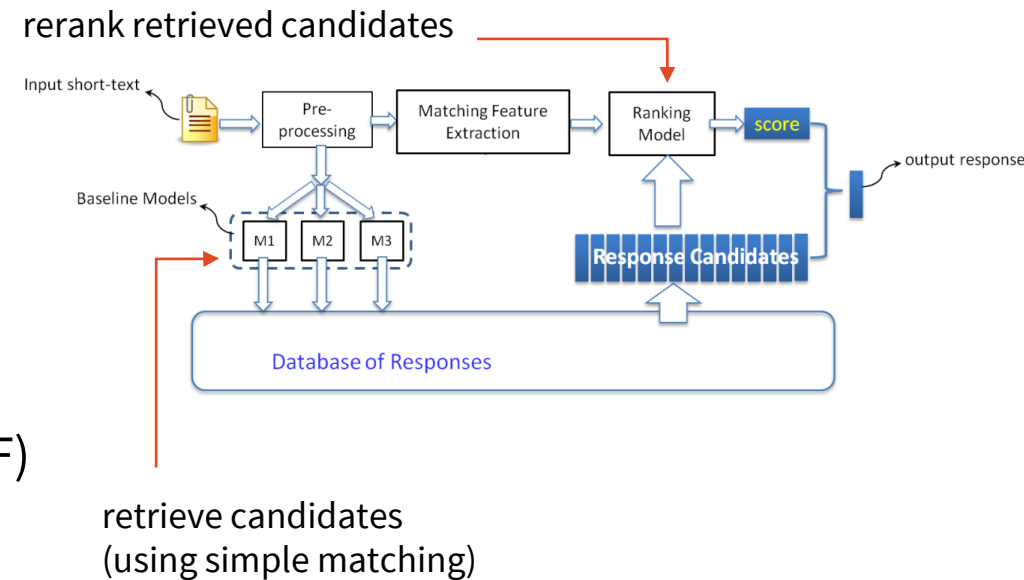 rerank retrieved candidates
Input short-text
Pre-
processing
Matching Feature
Extraction
Ranking
Model
score
output response
Baseline Models
M1
M2
M3
Response Candidates
Database of Responses
F)
retrieve candidates
(using simple matching)